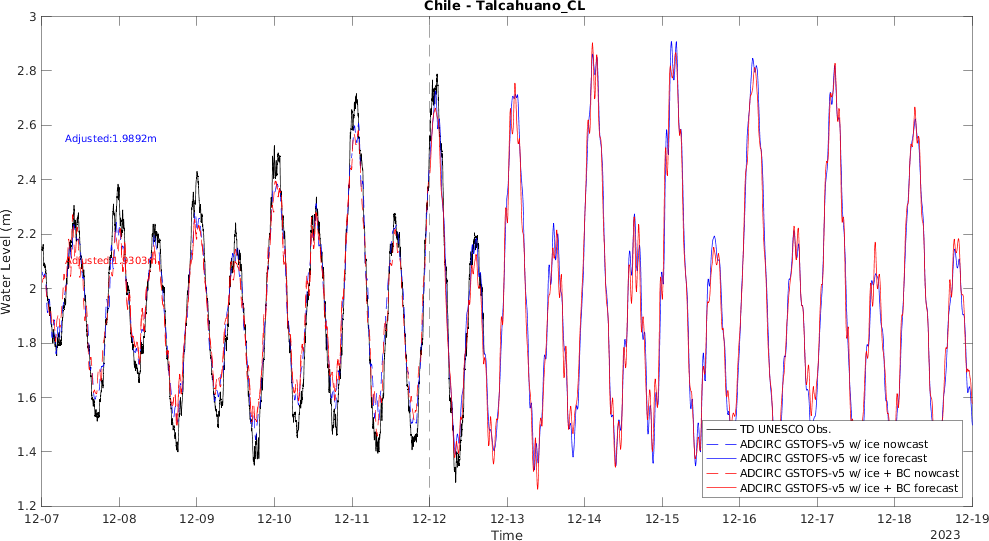 Chile - Talcahuano_CL
3
2.8
2.6
2.4
2.2
2
1.8
1.6
1.4
1.2
Water Level (m)
Adjusted:1.9892m
Adjusted:1.9303m
TD UNESCO Obs.
ADCIRC GSTOFS-v5 w/ ice nowcast
ADCIRC GSTOFS-v5 w/ ice forecast
ADCIRC GSTOFS-v5 w/ ice + BC nowcast
ADCIRC GSTOFS-v5 w/ ice + BC forecast
12-07 12-08 12-09 12-10 12-11 12-12 12-13 12-14 12-15 12-16 12-17 12-18 12-19
Time
2023